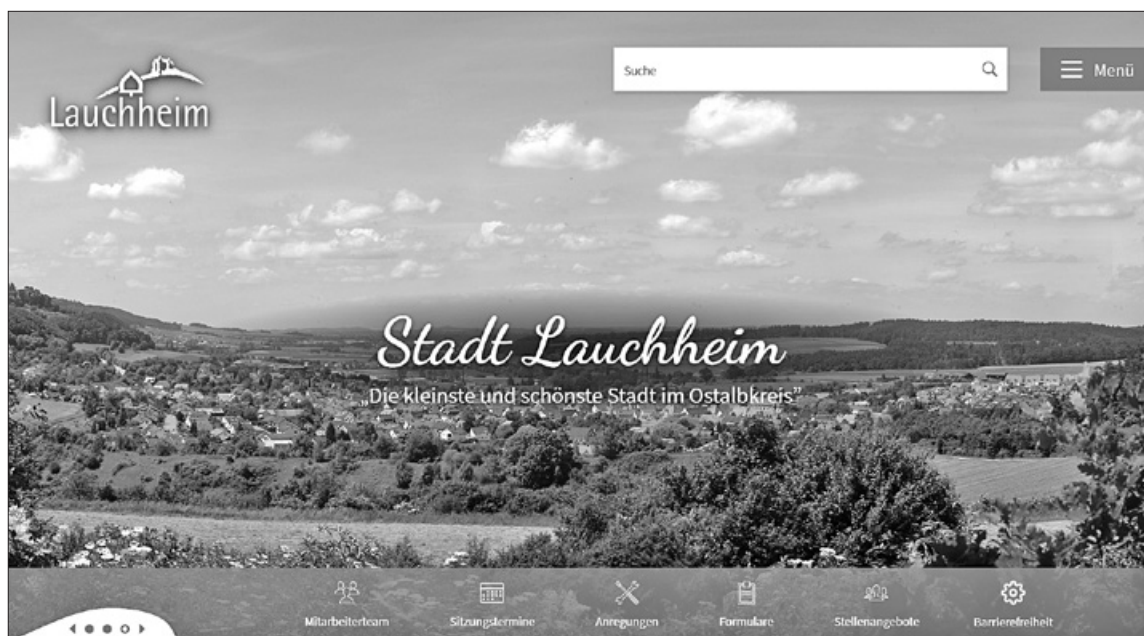 Lauchheim
Suche
Menü
Stadt Lauchheim
„Die kleinste und schönste Stadt im Ostalbkreis”
Mitarbeiterteam
Sitzungstermine
Anregungen
Formulare
Stellenangebote
Barrierefreiheit